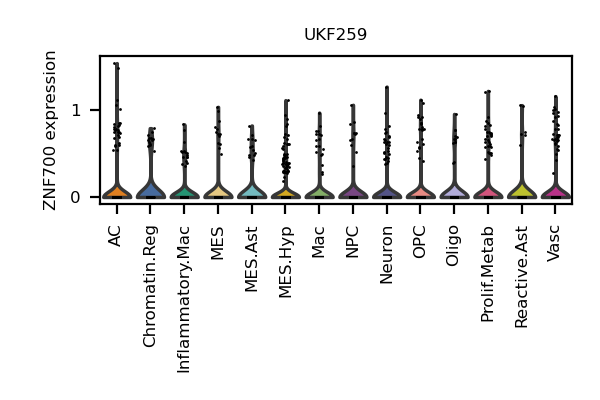 UKF259
ZNF700 expression
1
0
AC
Chromatin.Reg
Inflammatory.Mac
MES
MES.Ast
MES.Hyp
Mac
NPC
Neuron
OPC
Oligo
Prolif.Metab
Reactive.Ast
Vasc